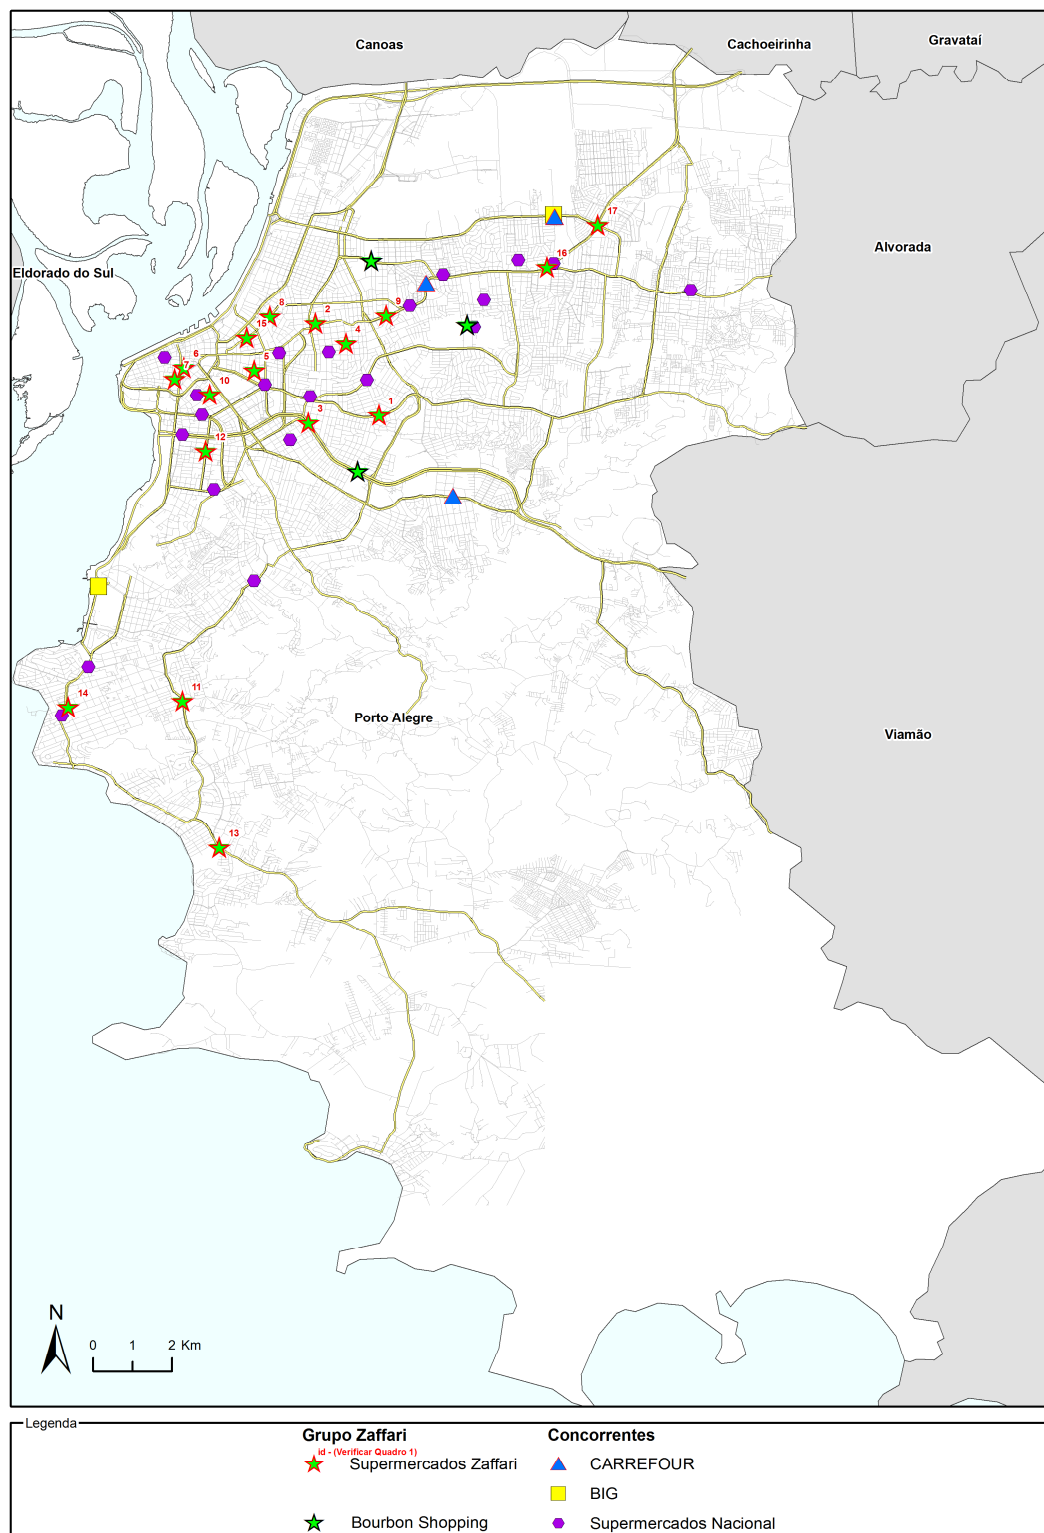 Canoas
Cachoeirinha
Gravataí
Alvorada
Eldorado do Sul
17
16
8
2
9
15
4
6
5
7
10
1
3
12
14
11
Porto Alegre
Viamão
13
N
0 1 2 Km
Legenda
Grupo Zaffari
id - (Verificar Quadro 1)
Supermercados Zaffari
Bourbon Shopping
Concorrentes
CARREFOUR
BIG
Supermercados Nacional